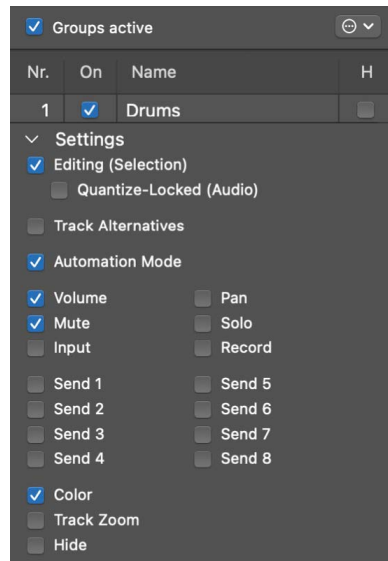 Groups active
Nr. On Name H
1 Drums
Settings
Editing (Selection)
Quantize-Locked (Audio)
Track Alternatives
Automation Mode
Volume Pan
Mute Solo
Input Record
Send 1 Send 5
Send 2 Send 6
Send 3 Send 7
Send 4 Send 8
Color
Track Zoom
Hide